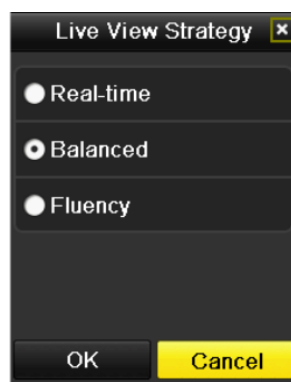 Live View Strategy
Real-time
Balanced
Fluency
OK
Cancel